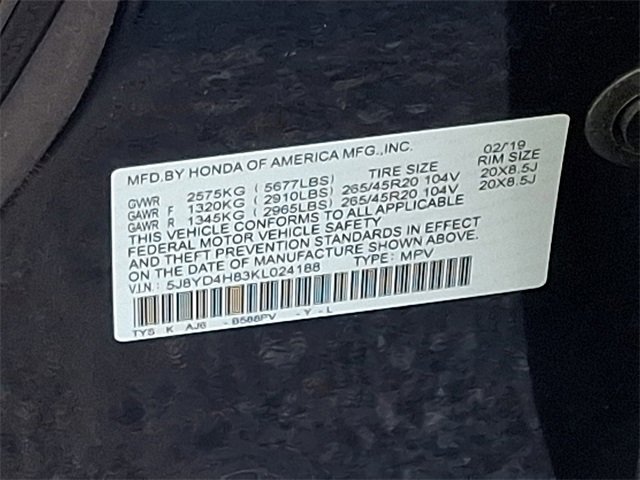 MFD.BY HONDA OF AMERICA MFG.,INC. 02/19
TIRE SIZE RIM SIZE
GVWR 2575KG (5677LBS)
GAWR F 1320KG (2910LBS) 265/45R20 104V 20X8.5J
GAWR R 1345KG (2965LBS) 265/45R20 104V 20X8.5J
THIS VEHICLE CONFORMS TO ALL APPLICABLE
FEDERAL MOTOR VEHICLE SAFETY
AND THEFT PREVENTION STANDARDS IN EFFECT
ON THE DATE OF MANUFACTURE SHOWN ABOVE.
V.I.N: 5J8YD4H83KL024188 TYPE: MPV
TYS K AJ6 - B588PV - Y - L